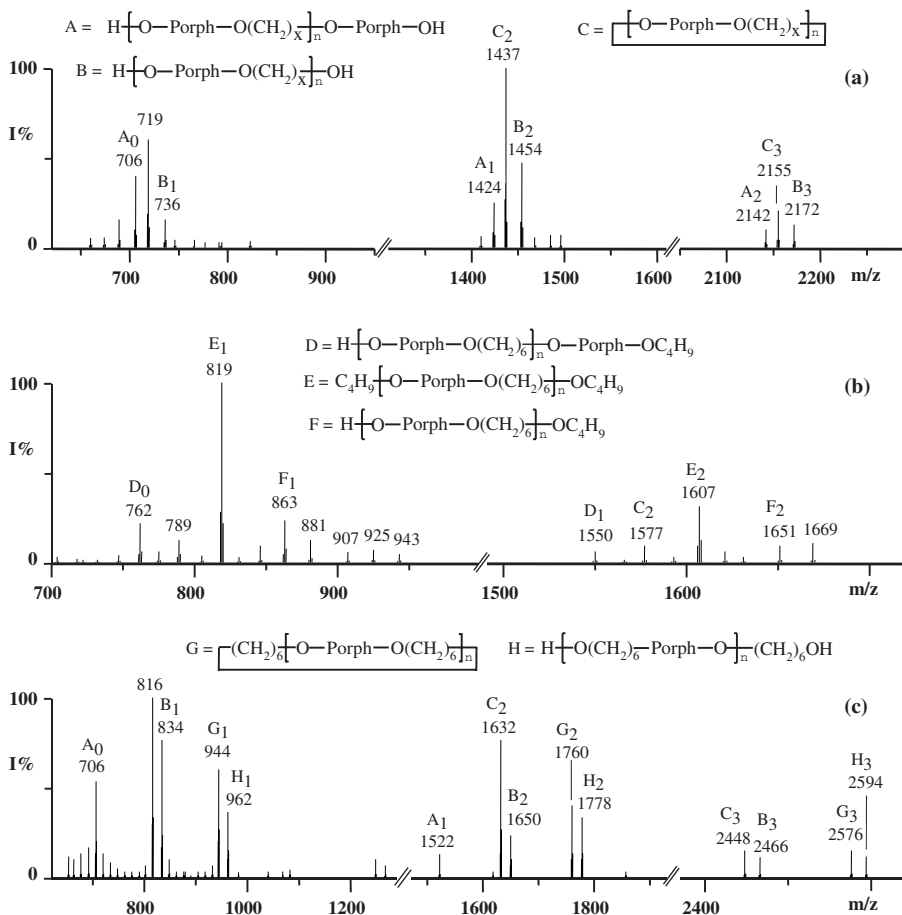 A = H[O—Porph—O(CH2)x]nO—Porph—OH
C = [O—Porph—O(CH2)x]n
B = H[O—Porph—O(CH2)x]nOH
(a)
100
I%
0
A0
706
719
B1
736
A1
1424
C2
1437
B2
1454
A2
2142
C3
2155
B3
2172
700 800 900 1400 1500 1600 2100 2200 m/z
D = H[O—Porph—O(CH2)6]nO—Porph—OC4H9
E = C4H9[O—Porph—O(CH2)6]nOC4H9
F = H[O—Porph—O(CH2)6]nOC4H9
(b)
100
I%
0
D0
762
789
E1
819
F1
863
881
907
925
943
D1
1550
C2
1577
E2
1607
F2
1651
1669
700 800 900 1500 1600 m/z
G = (CH2)6[O—Porph—O(CH2)6]n
H = H[O(CH2)6—Porph—O]n(CH2)6OH
(c)
100
I%
0
A0
706
816
B1
834
G1
944
H1
962
A1
1522
C2
1632
B2
1650
G2
1760
H2
1778
C3
2448
B3
2466
G3
2576
H3
2594
800 1000 1200 1600 1800 2400 m/z